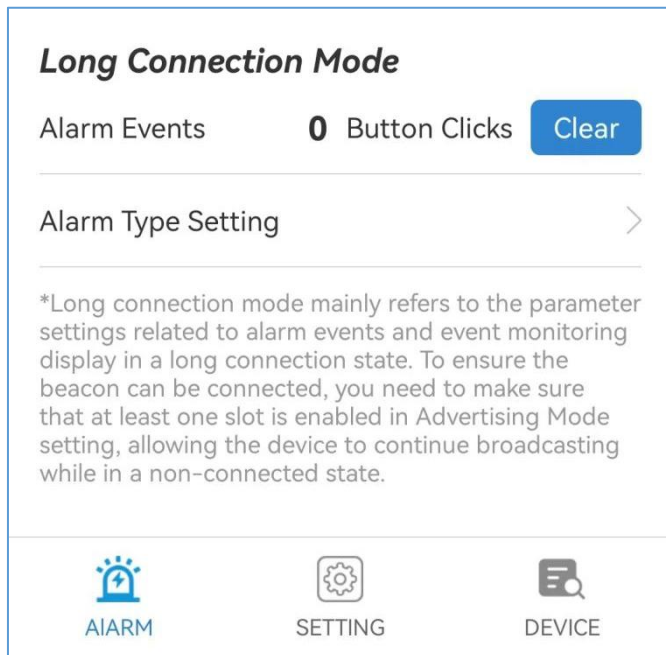 Long Connection Mode
Alarm Events 0 Button Clicks Clear
Alarm Type Setting
*Long connection mode mainly refers to the parameter
settings related to alarm events and event monitoring
display in a long connection state. To ensure the
beacon can be connected, you need to make sure
that at least one slot is enabled in Advertising Mode
setting, allowing the device to continue broadcasting
while in a non-connected state.
AlARM SETTING DEVICE